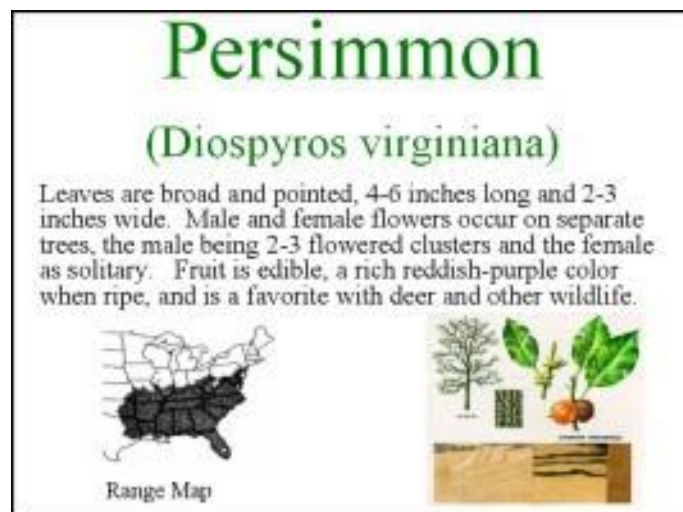 Persimmon
(Diospyros virginiana)
Leaves are broad and pointed, 4-6 inches long and 2-3
inches wide.  Male and female flowers occur on separate
trees, the male being 2-3 flowered clusters and the female
as solitary.   Fruit is edible, a rich reddish-purple color
when ripe, and is a favorite with deer and other wildlife.
Range Map